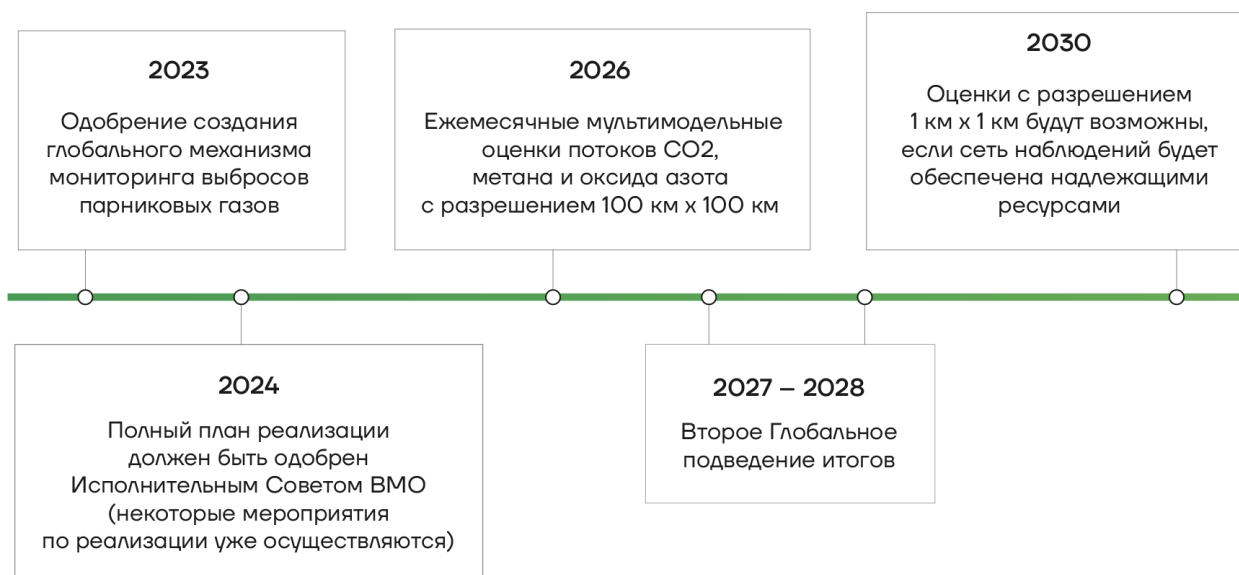 2023
Одобрение создания
глобального механизма
мониторинга выбросов
парниковых газов
2024
Полный план реализации
должен быть одобрен
Исполнительным Советом ВМО
(некоторые мероприятия
по реализации уже осуществляются)
2026
Ежемесячные мультимодельные
оценки потоков СО2,
метана и оксида азота
с разрешением 100 км х 100 км
2027 – 2028
Второе Глобальное
подведение итогов
2030
Оценки с разрешением
1 км х 1 км будут возможны,
если сеть наблюдений будет
обеспечена надлежащими
ресурсами